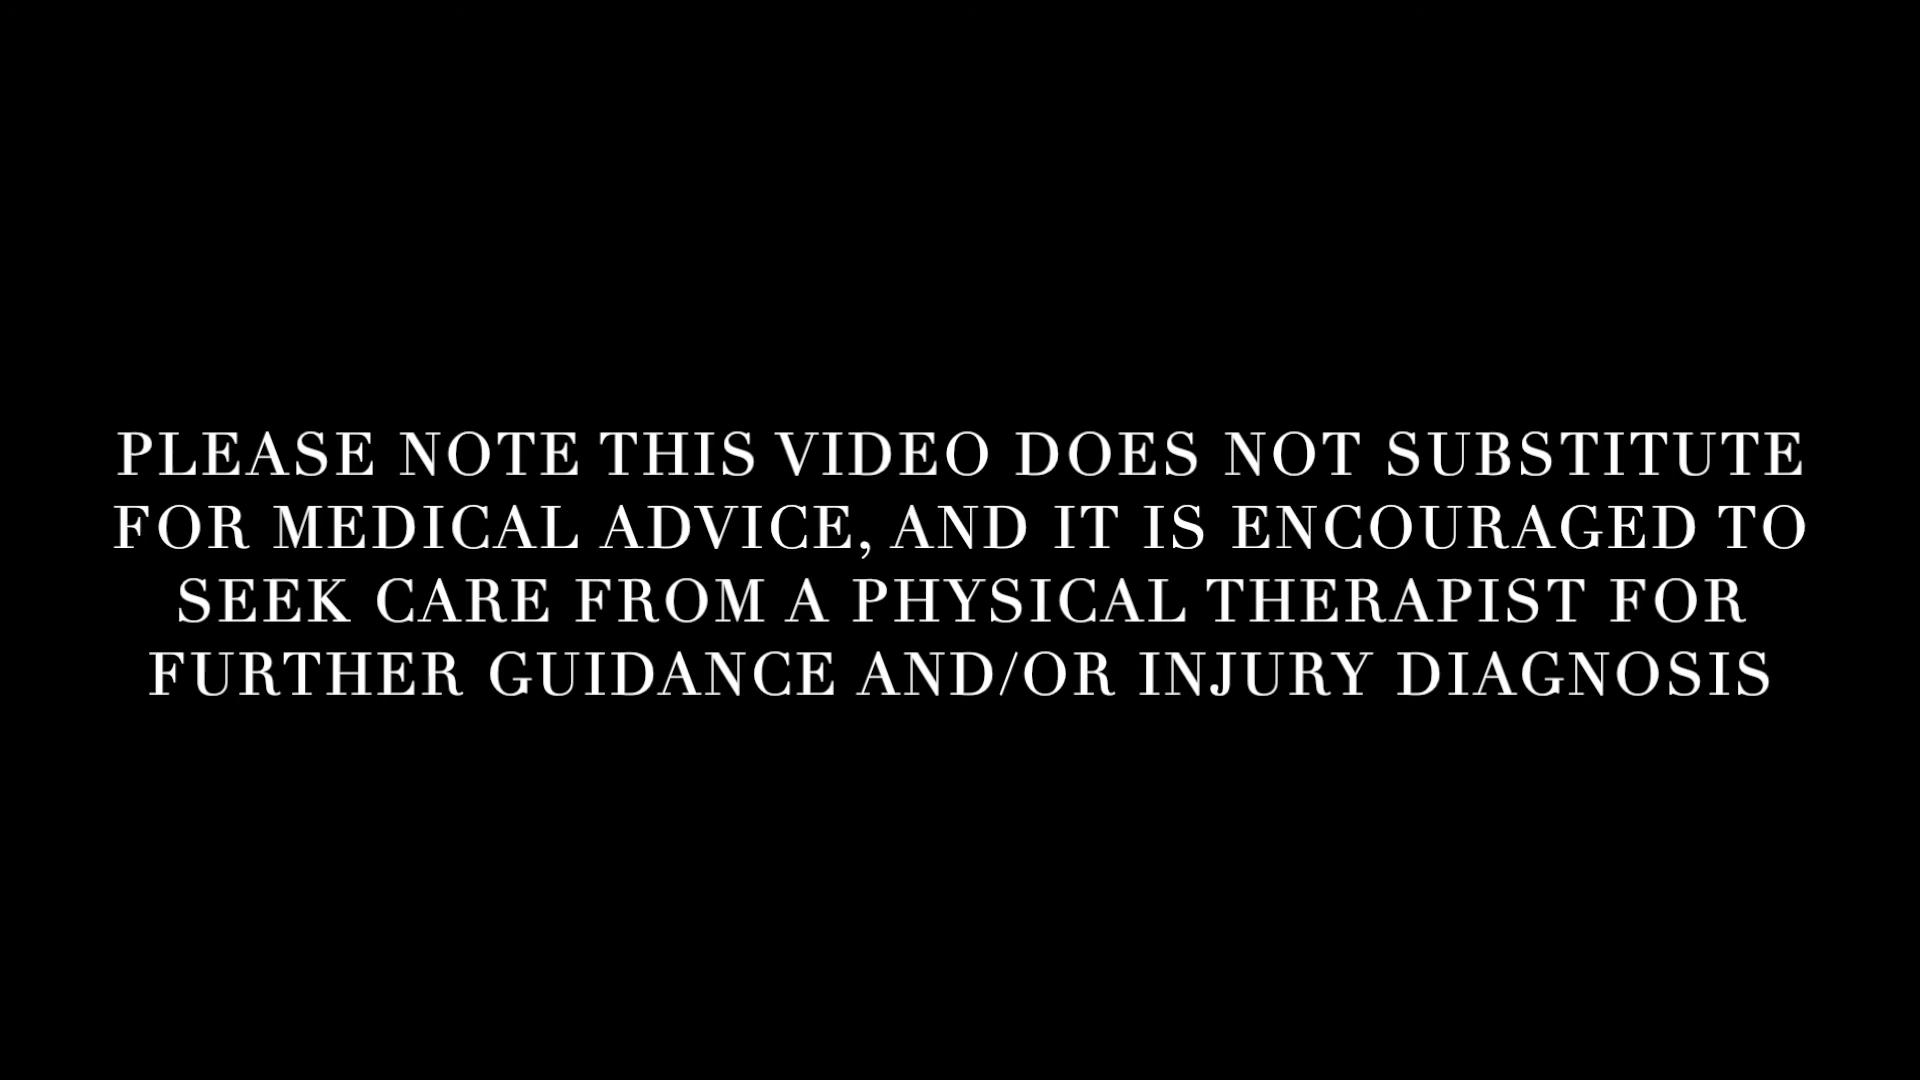 PLEASE NOTE THIS VIDEO DOES NOT SUBSTITUTE
FOR MEDICAL ADVICE, AND IT IS ENCOURAGED TO
SEEK CARE FROM A PHYSICAL THERAPIST FOR
FURTHER GUIDANCE AND/OR INJURY DIAGNOSIS